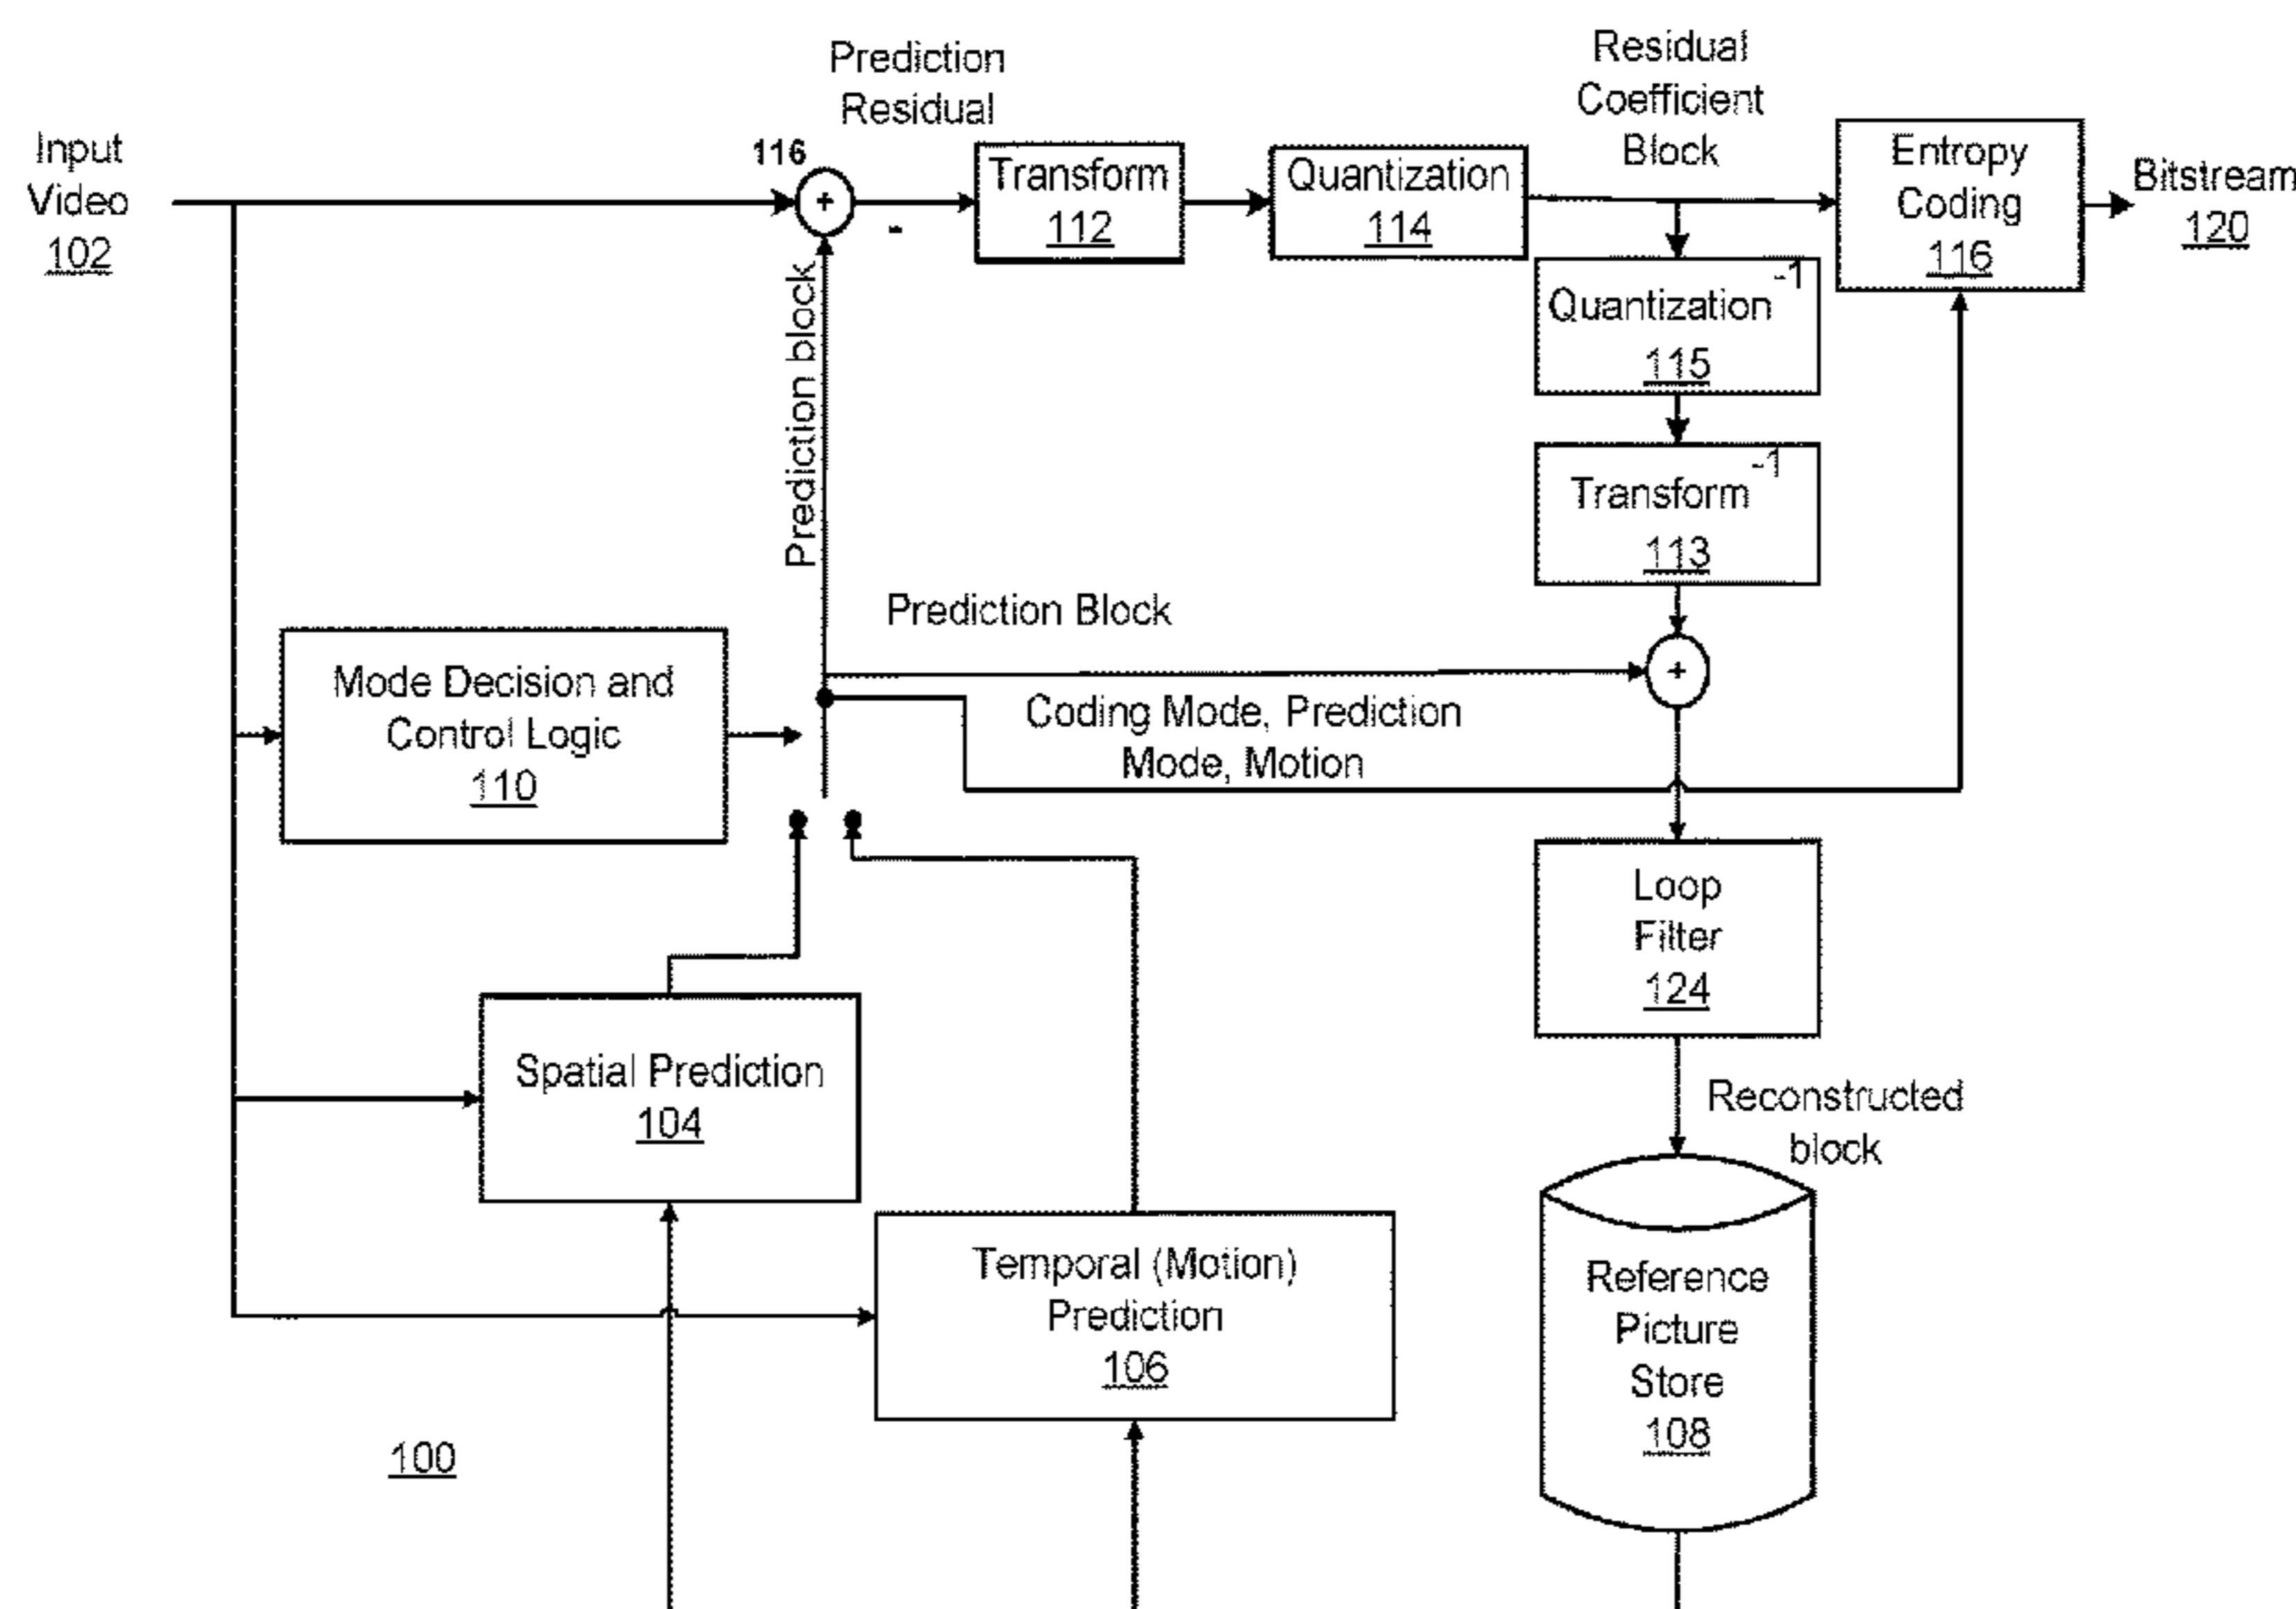 Input
Video
102
116
+
-
Prediction
Residual
Transform
112
Quantization
114
Residual
Coefficient
Block
Entropy
Coding
116
Bitstream
120
Prediction block
Quantization -1
115
Transform -1
113
Prediction Block
+
Coding Mode, Prediction
Mode, Motion
Mode Decision and
Control Logic
110
Loop
Filter
124
Spatial Prediction
104
Reconstructed
block
Temporal (Motion)
Prediction
106
Reference
Picture
Store
108
100